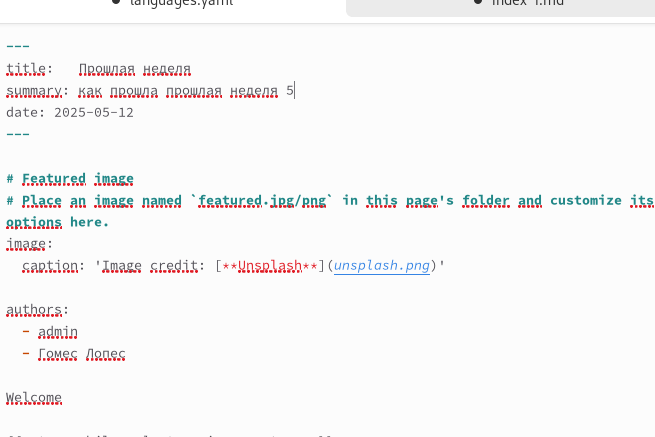 languages.yaml index 1.md
---
title:   Прошлая неделя
summary: как прошла прошлая неделя 5
date: 2025-05-12
---
# Featured image
# Place an image named `featured.jpg/png` in this page's folder and customize its
options here.
image:
  caption: 'Image credit: [**Unsplash**](unsplash.png)'
authors:
  - admin
  - Гомес Лопес
Welcome